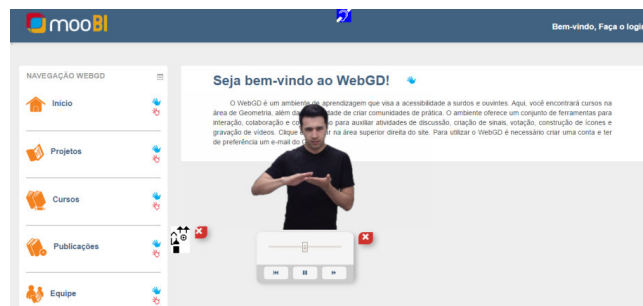 mooBI
Bem-vindo, Faça o login
NAVEGAÇÃO WEBGD
Início
Projetos
Cursos
Publicações
Equipe
Seja bem-vindo ao WebGD!
O WebGD é um ambiente de aprendizagem que visa a acessibilidade a surdos e ouvintes. Aqui, você encontrará cursos na
área de Geometria, além da de criar comunidades de prática. O ambiente oferece um conjunto de ferramentas para
interação, colaboração e para auxiliar atividades de discussão, criação de sinais, votação, construção de ícones e
gravação de vídeos. Clique na área superior direita do site. Para utilizar o WebGD é necessário criar uma conta e ter
de preferência um e-mail do